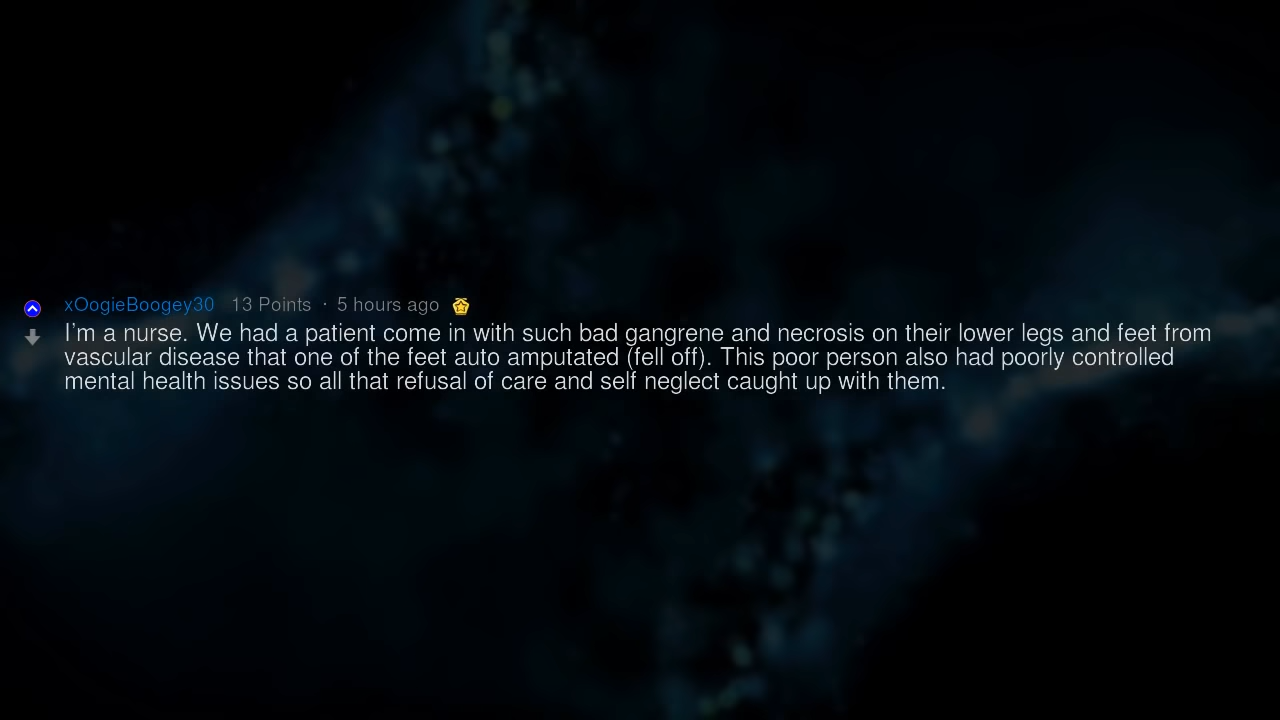 xOogieBoogey30 13 Points · 5 hours ago
I'm a nurse. We had a patient come in with such bad gangrene and necrosis on their lower legs and feet from
vascular disease that one of the feet auto amputated (fell off). This poor person also had poorly controlled
mental health issues so all that refusal of care and self neglect caught up with them.